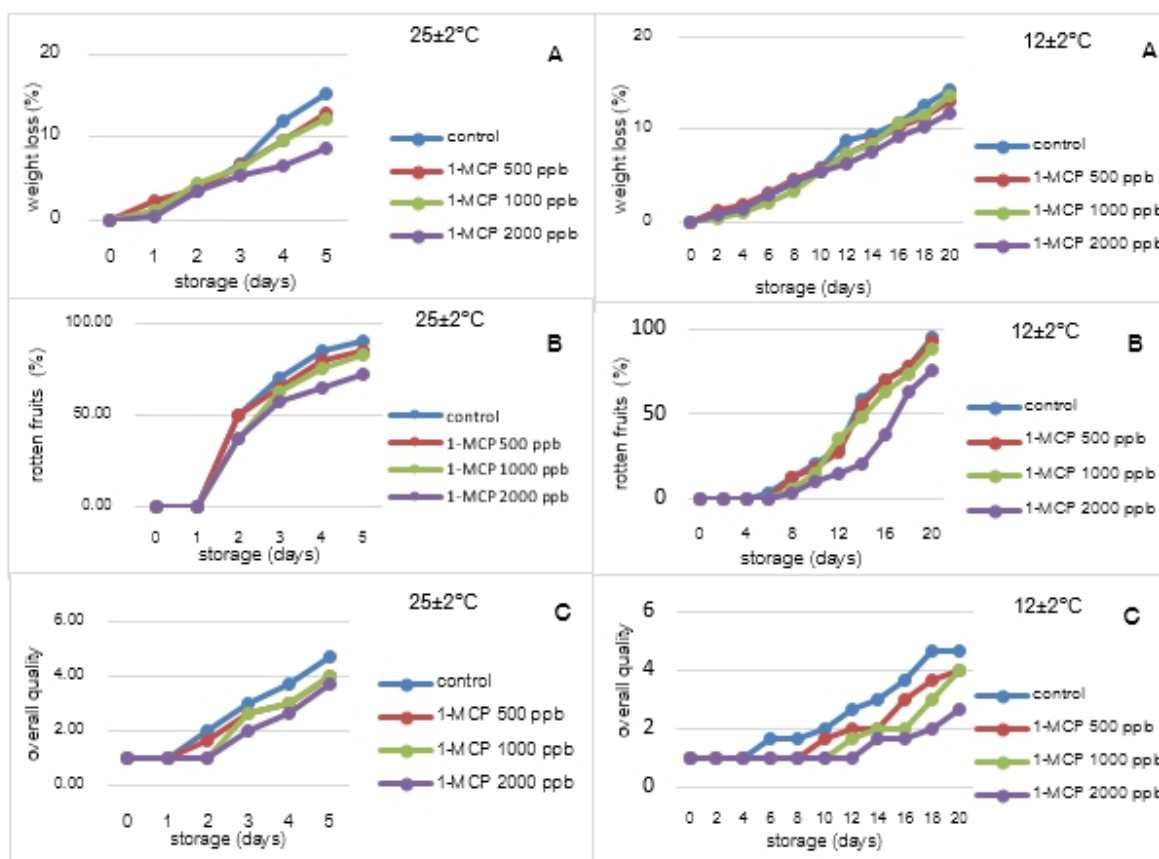 25±2°C
A
20
10
0
weight loss (%)
control
1-MCP 500 ppb
1-MCP 1000 ppb
1-MCP 2000 ppb
0 1 2 3 4 5
storage (days)
12±2°C
A
20
10
0
weight loss (%)
control
1-MCP 500 ppb
1-MCP 1000 ppb
1-MCP 2000 ppb
0 2 4 6 8 10 12 14 16 18 20
storage (days)
25±2°C
B
100.00
50.00
0.00
rotten fruits (%)
control
1-MCP 500 ppb
1-MCP 1000 ppb
1-MCP 2000 ppb
0 1 2 3 4 5
storage (days)
12±2°C
B
100
50
0
rotten fruits (%)
control
1-MCP 500 ppb
1-MCP 1000 ppb
1-MCP 2000 ppb
0 2 4 8 12 16 20
storage (days)
25±2°C
C
6.00
4.00
2.00
0.00
overall quality
control
1-MCP 500 ppb
1-MCP 1000 ppb
1-MCP 2000 ppb
0 1 2 3 4 5
storage (days)
12±2°C
C
6
4
2
0
overall quality
control
1-MCP 500 ppb
1-MCP 1000 ppb
1-MCP 2000 ppb
0 2 4 6 8 10 12 14 16 18 20
storage (days)